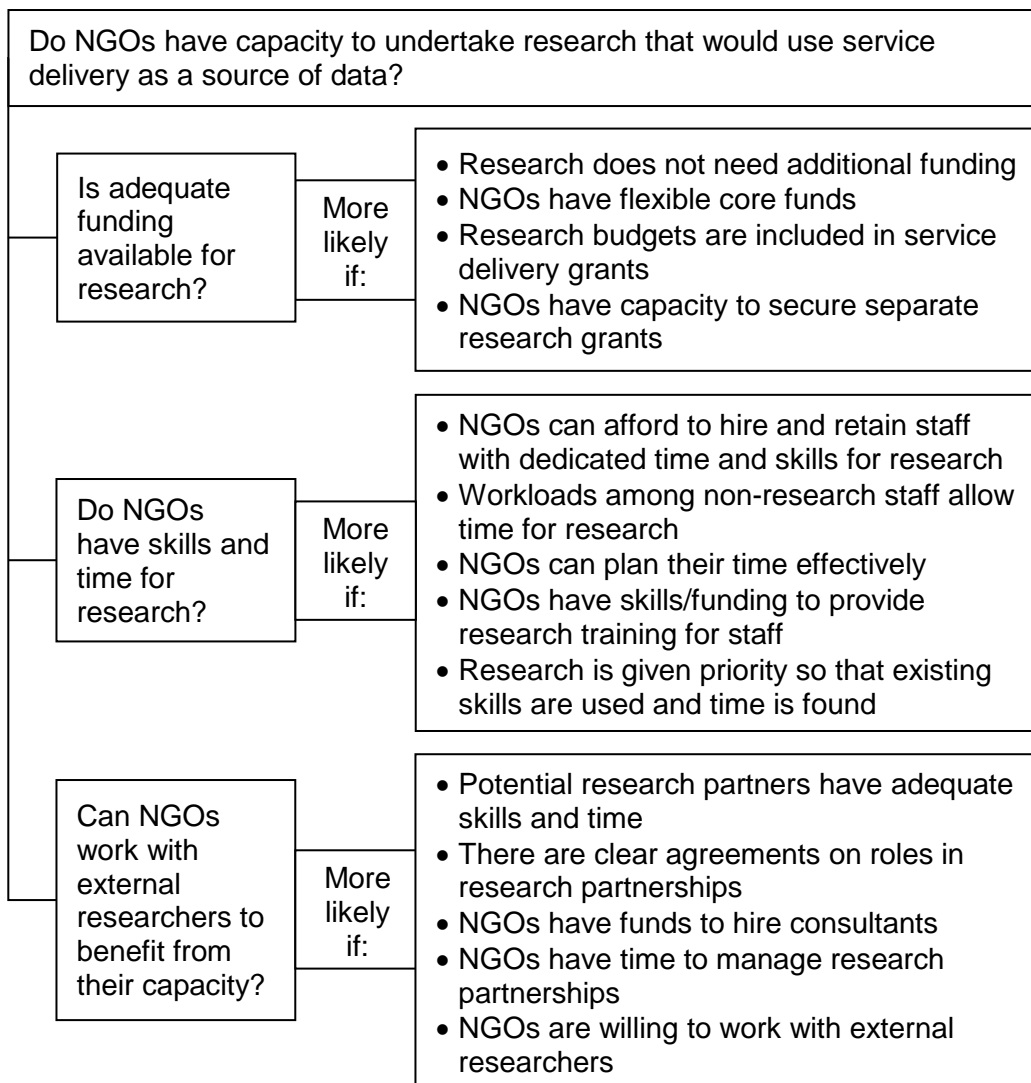 Do NGOs have capacity to undertake research that would use service
delivery as a source of data?
Is adequate
funding
available for
research?
More
likely
if:
• Research does not need additional funding
• NGOs have flexible core funds
• Research budgets are included in service
delivery grants
• NGOs have capacity to secure separate
research grants
Do NGOs
have skills and
time for
research?
More
likely
if:
• NGOs can afford to hire and retain staff
with dedicated time and skills for research
• Workloads among non-research staff allow
time for research
• NGOs can plan their time effectively
• NGOs have skills/funding to provide
research training for staff
• Research is given priority so that existing
skills are used and time is found
Can NGOs
work with
external
researchers to
benefit from
their capacity?
More
likely
if:
• Potential research partners have adequate
skills and time
• There are clear agreements on roles in
research partnerships
• NGOs have funds to hire consultants
• NGOs have time to manage research
partnerships
• NGOs are willing to work with external
researchers